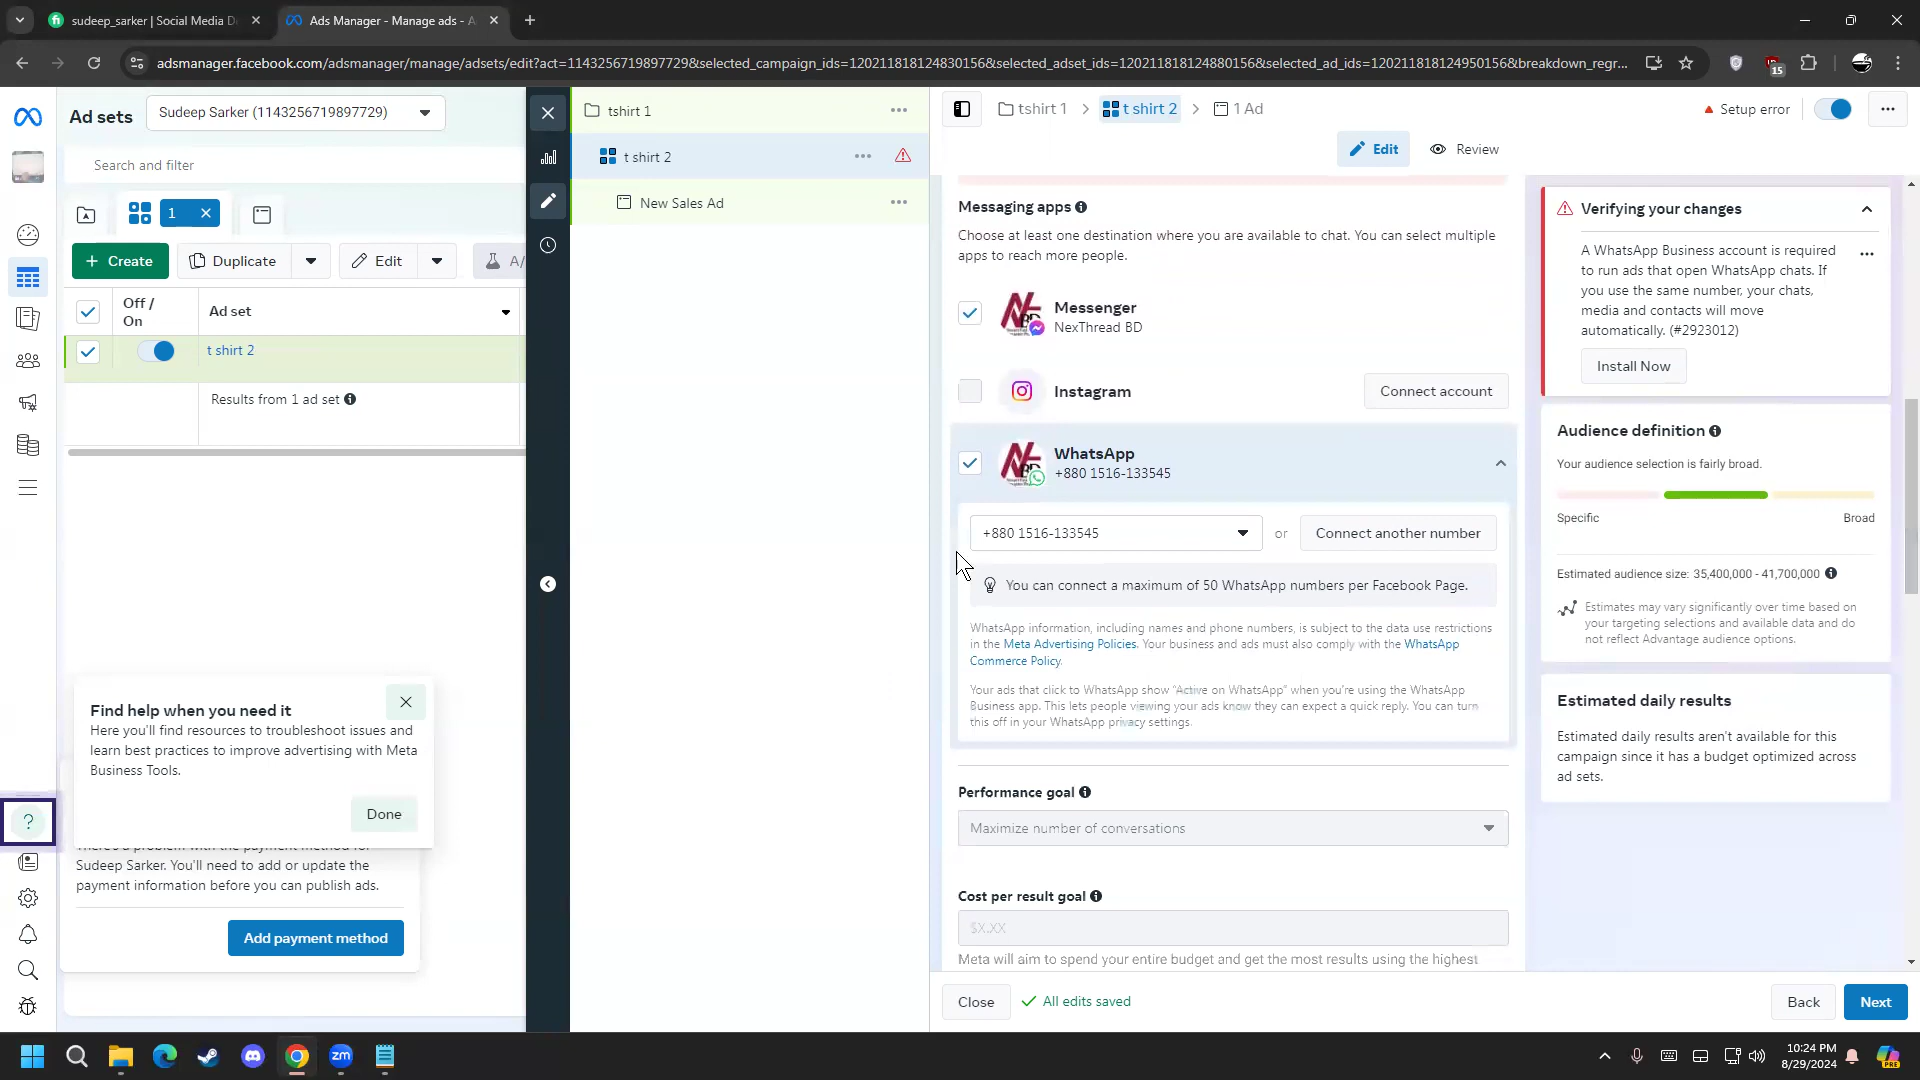 sudeep_sarker | Social Media D
Ads Manager - Manage ads - A
adsmanager.facebook.com/adsmanager/manage/adsets/edit?act=1143256719897729&selected_campaign_ids=120211818124830156&selected_adset_ids=120211818124880156&selected_ad_ids=120211818124950156&breakdown_regr...
15
Ad sets
Sudeep Sarker (1143256719897729)
Search and filter
1
Create
Duplicate
Edit
A/
Off /
On
Ad set
t shirt 2
Results from 1 ad set
Find help when you need it
Here you'll find resources to troubleshoot issues and
learn best practices to improve advertising with Meta
Business Tools.
Done
There's a problem with the payment method for
Sudeep Sarker. You'll need to add or update the
payment information before you can publish ads.
Add payment method
tshirt 1
t shirt 2
New Sales Ad
tshirt 1
t shirt 2
1 Ad
Setup error
Edit
Review
Messaging apps
Choose at least one destination where you are available to chat. You can select multiple
apps to reach more people.
Messenger
NexThread BD
Instagram
Connect account
WhatsApp
+880 1516-133545
+880 1516-133545
or
Connect another number
You can connect a maximum of 50 WhatsApp numbers per Facebook Page.
WhatsApp information, including names and phone numbers, is subject to the data use restrictions
in the Meta Advertising Policies. Your business and ads must also comply with the WhatsApp
Commerce Policy.
Your ads that click to WhatsApp show "Active on WhatsApp" when you're using the WhatsApp
Business app. This lets people viewing your ads know they can expect a quick reply. You can turn
this off in your WhatsApp privacy settings.
Performance goal
Maximize number of conversations
Cost per result goal
$X.XX
Meta will aim to spend your entire budget and get the most results using the highest
Close
All edits saved
Back
Next
Verifying your changes
A WhatsApp Business account is required
to run ads that open WhatsApp chats. If
you use the same number, your chats,
media and contacts will move
automatically. (#2923012)
Install Now
Audience definition
Your audience selection is fairly broad.
Specific
Broad
Estimated audience size: 35,400,000 - 41,700,000
Estimates may vary significantly over time based on
your targeting selections and available data and do
not reflect Advantage audience options.
Estimated daily results
Estimated daily results aren't available for this
campaign since it has a budget optimized across
ad sets.
zm
10:24 PM
8/29/2024